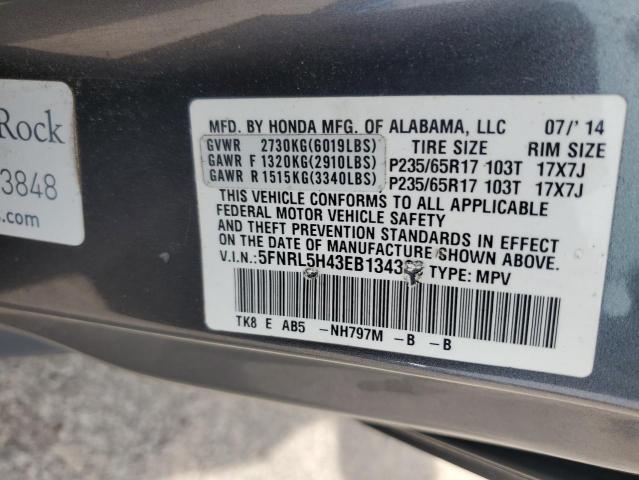 Rock
3848
MFD. BY HONDA MFG. OF ALABAMA, LLC 07/' 14
TIRE SIZE RIM SIZE
GVWR 2730KG(6019LBS)
GAWR F 1320KG(2910LBS) P235/65R17 103T 17X7J
GAWR R 1515KG(3340LBS) P235/65R17 103T 17X7J
THIS VEHICLE CONFORMS TO ALL APPLICABLE
FEDERAL MOTOR VEHICLE SAFETY
AND THEFT PREVENTION STANDARDS IN EFFECT
ON THE DATE OF MANUFACTURE SHOWN ABOVE.
V.I.N.: TYPE: MPV
TK8 E AB5 -NH797M -B -B